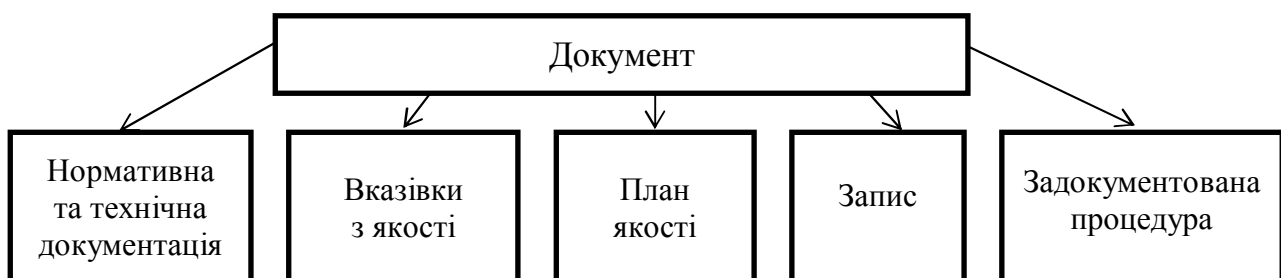 Документ
Нормативна
та технічна
документація
Вказівки
з якості
План
якості
Запис
Задокументована
процедура